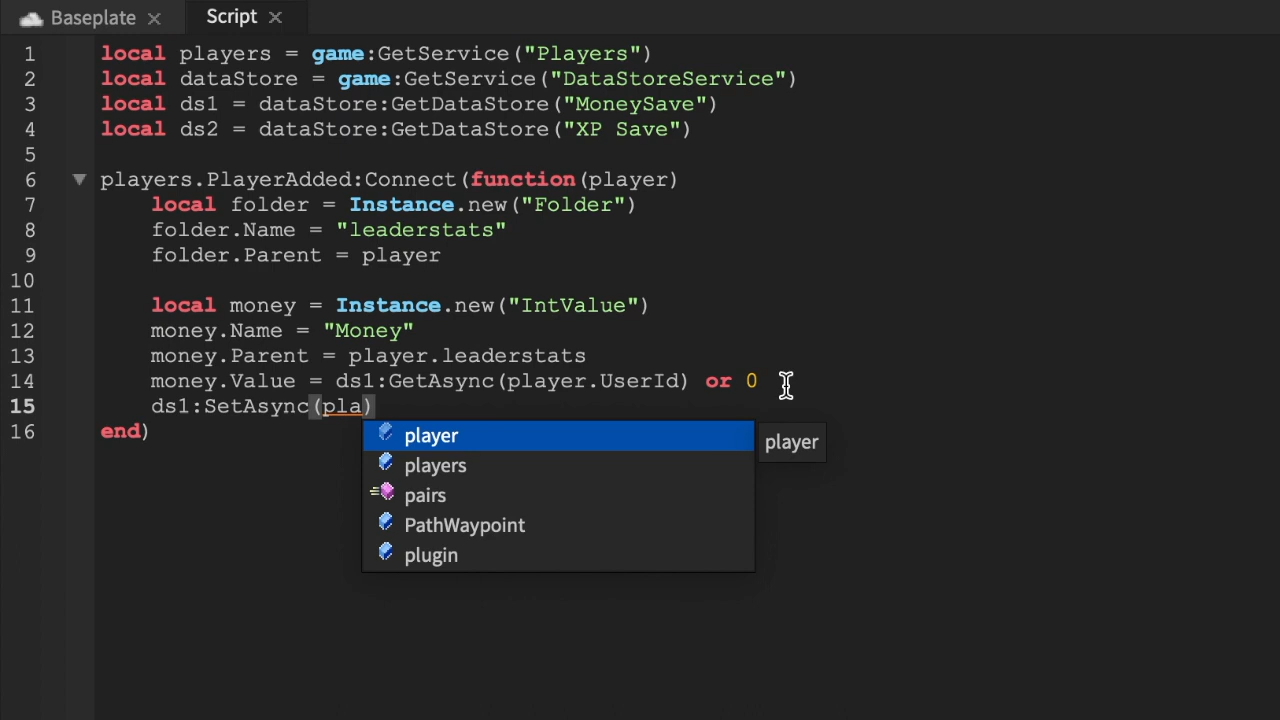 Baseplate Script
1 local players = game:GetService("Players")
2 local dataStore = game:GetService("DataStoreService")
3 local ds1 = dataStore:GetDataStore("MoneySave")
4 local ds2 = dataStore:GetDataStore("XP Save")
5
6 players.PlayerAdded:Connect(function(player)
7 local folder = Instance.new("Folder")
8 folder.Name = "leaderstats"
9 folder.Parent = player
10
11 local money = Instance.new("IntValue")
12 money.Name = "Money"
13 money.Parent = player.leaderstats
14 money.Value = ds1:GetAsync(player.UserId) or 0
15 ds1:SetAsync(pla)
16 end)
player player
players
pairs
PathWaypoint
plugin